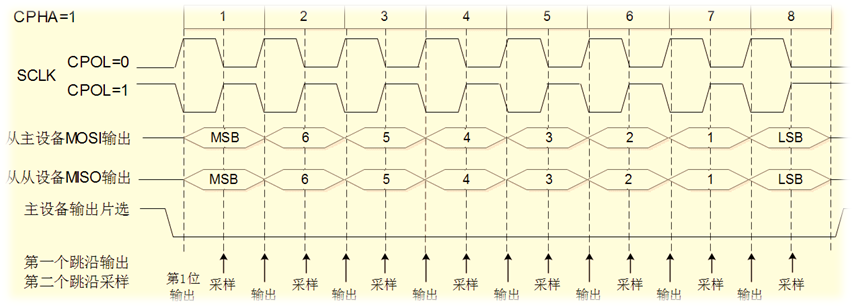 CPHA=1 1 2 3 4 5 6 7 8
SCLK
CPOL=0
CPOL=1
从主设备MOSI输出 MSB 6 5 4 3 2 1 LSB
从从设备MISO输出 MSB 6 5 4 3 2 1 LSB
主设备输出片选
第一个跳沿输出
第二个跳沿采样
第1位 采样 采样 采样 采样 采样 采样 采样 采样
输出 输出 输出 输出 输出 输出 输出 输出